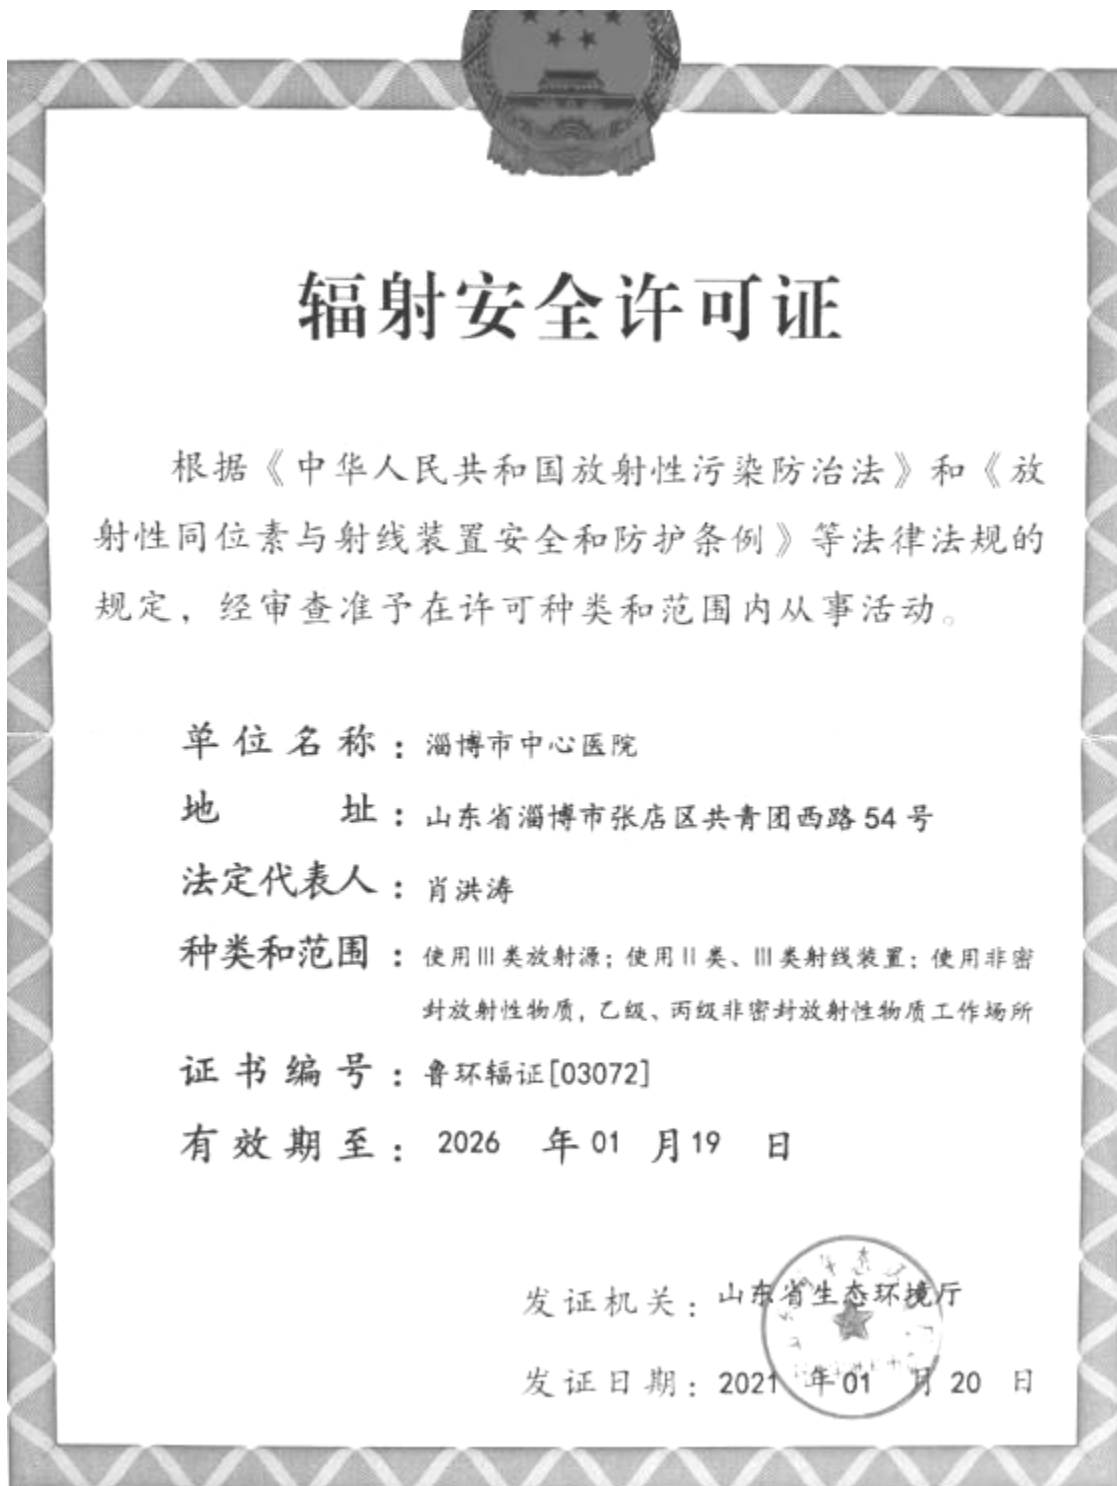 辐射安全许可证
根据《中华人民共和国放射性污染防治法》和《放
射性同位素与射线装置安全和防护条例》等法律法规的
规定，经审查准予在许可种类和范围内从事活动。
单位名称：淄博市中心医院
地址：山东省淄博市张店区共青团西路54号
法定代表人：肖洪涛
种类和范围：使用Ⅲ类放射源；使用Ⅱ类、Ⅲ类射线装置；使用非密
封放射性物质，乙级、丙级非密封放射性物质工作场所
证书编号：鲁环辐证[03072]
有效期至：2026年01月19日
发证机关：山东省生态环境厅
发证日期：2021年01月20日